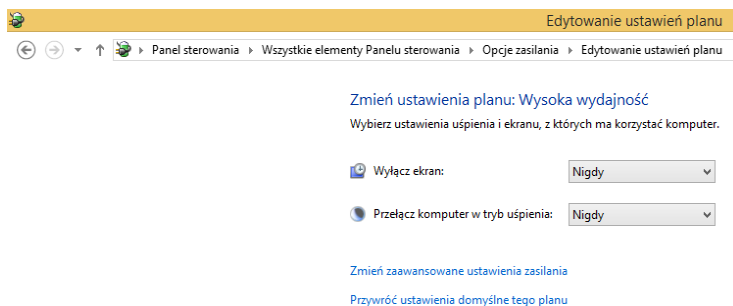 Edytowanie ustawień planu
Panel sterowania Wszystkie elementy Panelu sterowania Opcje zasilania Edytowanie ustawień planu
Zmień ustawienia planu: Wysoka wydajność
Wybierz ustawienia uśpienia i ekranu, z których ma korzystać komputer.
Wyłącz ekran: Nigdy
Przełącz komputer w tryb uśpienia: Nigdy
Zmień zaawansowane ustawienia zasilania
Przywróć ustawienia domyślne tego planu